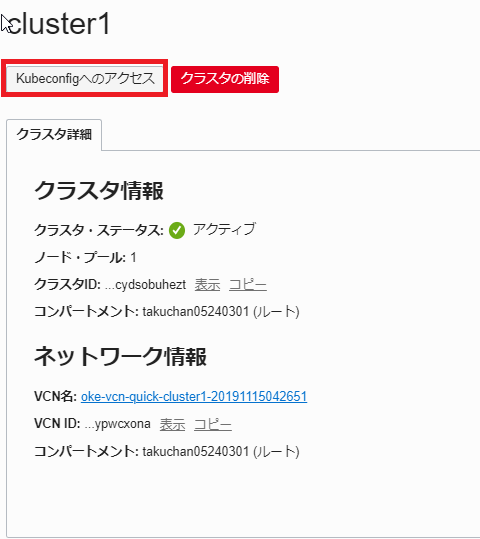 cluster1
Kubeconfigへのアクセス クラスタの削除
クラスタ詳細
クラスタ情報
クラスタ・ステータス: アクティブ
ノード・プール: 1
クラスタID: ...cydsobuhezt 表示 コピー
コンパートメント: takuchan05240301 (ルート)
ネットワーク情報
VCN名: oke-vcn-quick-cluster1-20191115042651
VCN ID: ...ypwcxona 表示 コピー
コンパートメント: takuchan05240301 (ルート)